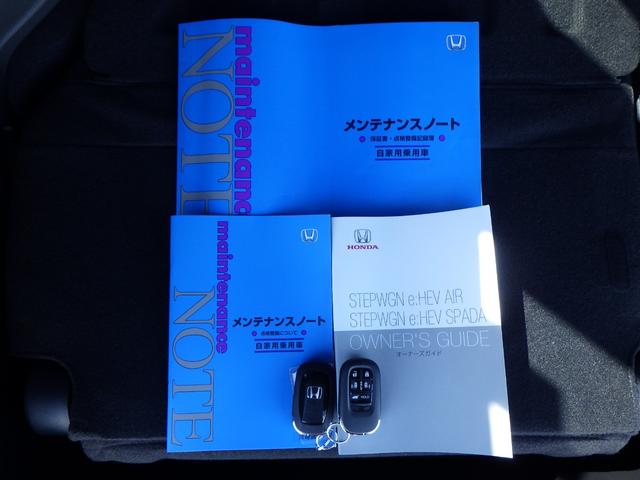 maintenance
NOTE
メンテナンスノート
保証書・点検整備記録簿
自家用乗用車
maintenance
NOTE
メンテナンスノート
点検整備について
自家用乗用車
HONDA
STEPWGN e:HEV AIR
STEPWGN e:HEV SPADA
OWNER'S GUIDE
オーナーズガイド
HOLD